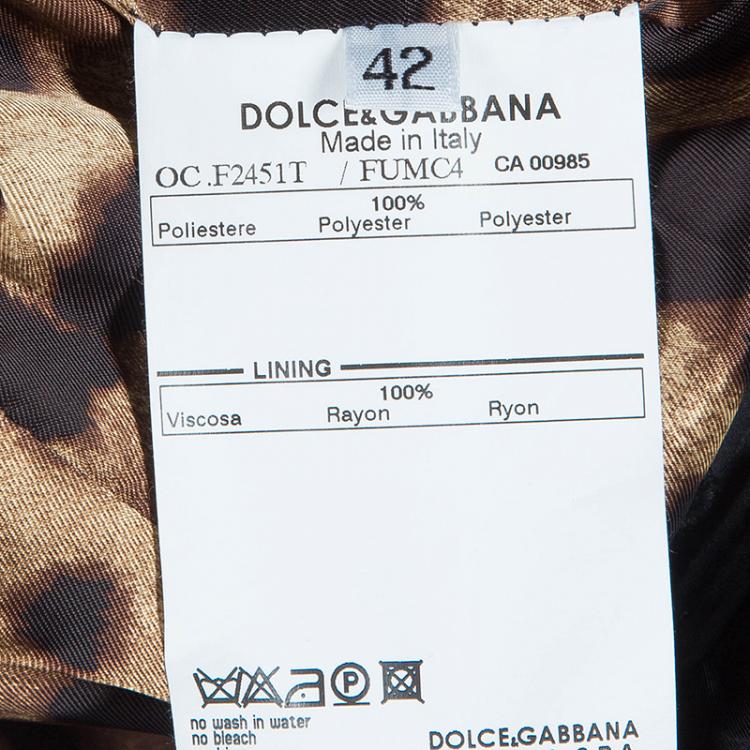 42
DOLCE&GABBANA
Made in Italy
OC.F2451T / FUMC4 CA 00985
100%
Poliestere Polyester Polyester
LINING
100%
Viscosa Rayon Ryon
P
no wash in water
no bleach
DOLCE&GABBANA